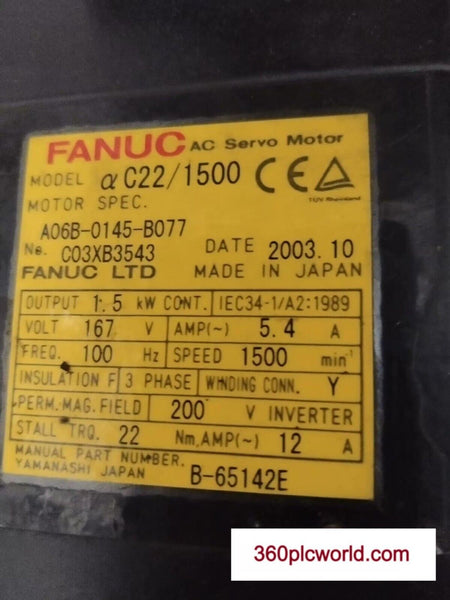 FANUC AC Servo Motor
MODEL αC22/1500 CE TÜV Rheinland
MOTOR SPEC.
A06B-0145-B077
No. C03XB3543 DATE 2003.10
FANUC LTD MADE IN JAPAN
OUTPUT 1.5 kW CONT. IEC34-1/A2:1989
VOLT 167 V AMP(~) 5.4 A
FREQ. 100 Hz SPEED 1500 min⁻¹
INSULATION F 3 PHASE WINDING CONN. Y
PERM. MAG. FIELD 200 V INVERTER
STALL TRQ. 22 Nm, AMP(~) 12 A
MANUAL PART NUMBER.
YAMANASHI JAPAN B-65142E
360plcworld.com